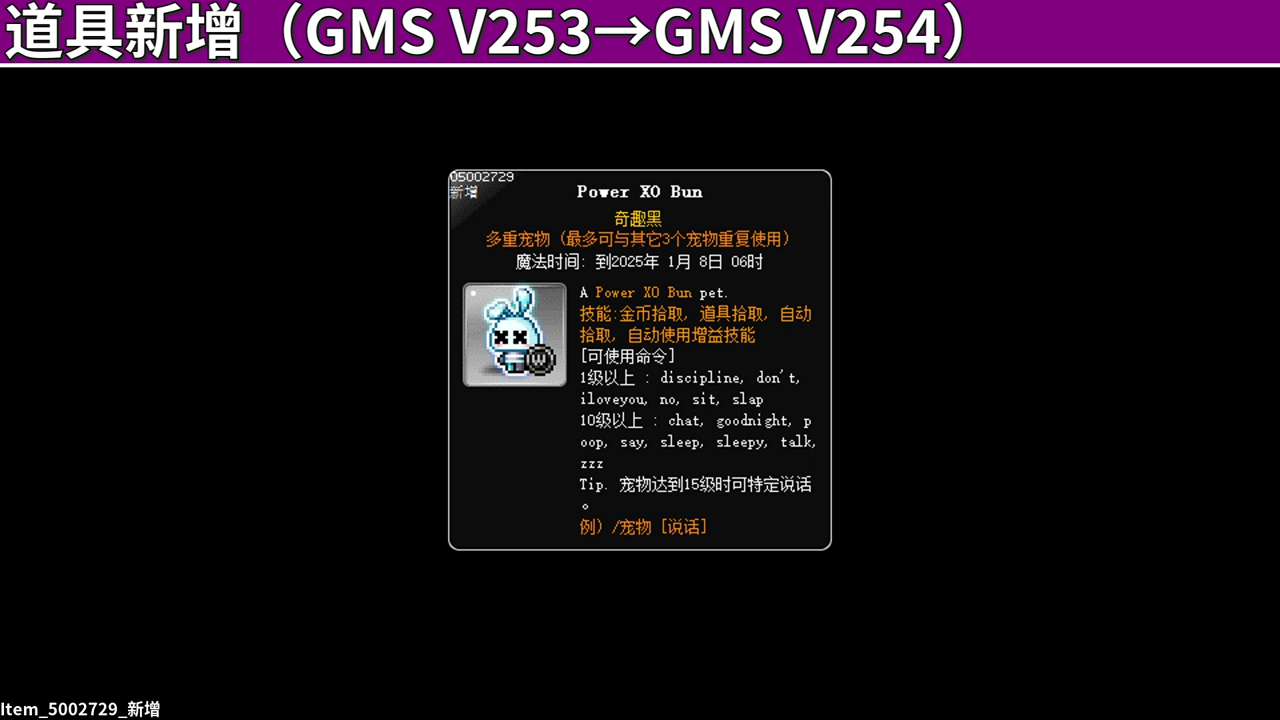 道具新增（GMS V253→GMS V254）
05002729
新增
Power XO Bun
奇趣黑
多重宠物（最多可与其它3个宠物重复使用）
魔法时间: 到2025年 1月 8日 06时
A Power XO Bun pet.
技能:金币拾取, 道具拾取, 自动
拾取, 自动使用增益技能
[可使用命令]
1级以上 : discipline, don't,
iloveyou, no, sit, slap
10级以上 : chat, goodnight, p
oop, say, sleep, sleepy, talk,
zzz
Tip. 宠物达到15级时可特定说话
。
例）/宠物 [说话]
Item_5002729_新增